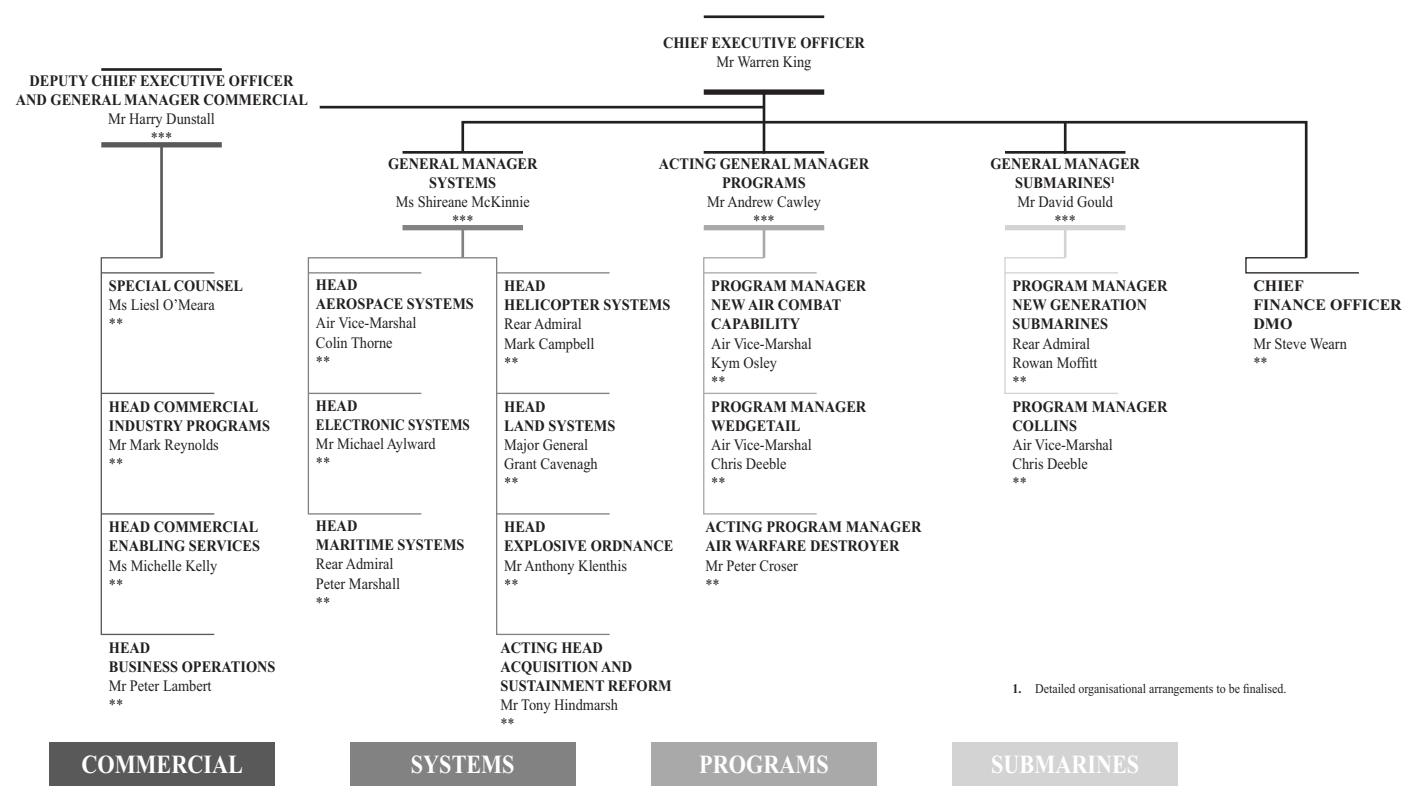 CHIEF EXECUTIVE OFFICER
Mr Warren King
DEPUTY CHIEF EXECUTIVE OFFICER
AND GENERAL MANAGER COMMERCIAL
Mr Harry Dunstall
***
GENERAL MANAGER
SYSTEMS
Ms Shireane McKinnie
***
ACTING GENERAL MANAGER
PROGRAMS
Mr Andrew Cawley
***
GENERAL MANAGER
SUBMARINES¹
Mr David Gould
***
SPECIAL COUNSEL
Ms Liesl O’Meara
**
HEAD COMMERCIAL
INDUSTRY PROGRAMS
Mr Mark Reynolds
**
HEAD COMMERCIAL
ENABLING SERVICES
Ms Michelle Kelly
**
HEAD
BUSINESS OPERATIONS
Mr Peter Lambert
**
HEAD
AEROSPACE SYSTEMS
Air Vice-Marshal
Colin Thorne
**
HEAD
ELECTRONIC SYSTEMS
Mr Michael Aylward
**
HEAD
MARITIME SYSTEMS
Rear Admiral
Peter Marshall
**
HEAD
HELICOPTER SYSTEMS
Rear Admiral
Mark Campbell
**
HEAD
LAND SYSTEMS
Major General
Grant Cavenagh
**
HEAD
EXPLOSIVE ORDNANCE
Mr Anthony Klenthis
**
ACTING HEAD
ACQUISITION AND
SUSTAINMENT REFORM
Mr Tony Hindmarsh
**
PROGRAM MANAGER
NEW AIR COMBAT
CAPABILITY
Air Vice-Marshal
Kym Osley
**
PROGRAM MANAGER
WEDGETAIL
Air Vice-Marshal
Chris Deeble
**
ACTING PROGRAM MANAGER
AIR WARFARE DESTROYER
Mr Peter Croser
**
PROGRAM MANAGER
NEW GENERATION
SUBMARINES
Rear Admiral
Rowan Moffitt
**
PROGRAM MANAGER
COLLINS
Air Vice-Marshal
Chris Deeble
**
CHIEF
FINANCE OFFICER
DMO
Mr Steve Wearn
**
1. Detailed organisational arrangements to be finalised.
COMMERCIAL
SYSTEMS
PROGRAMS
SUBMARINES